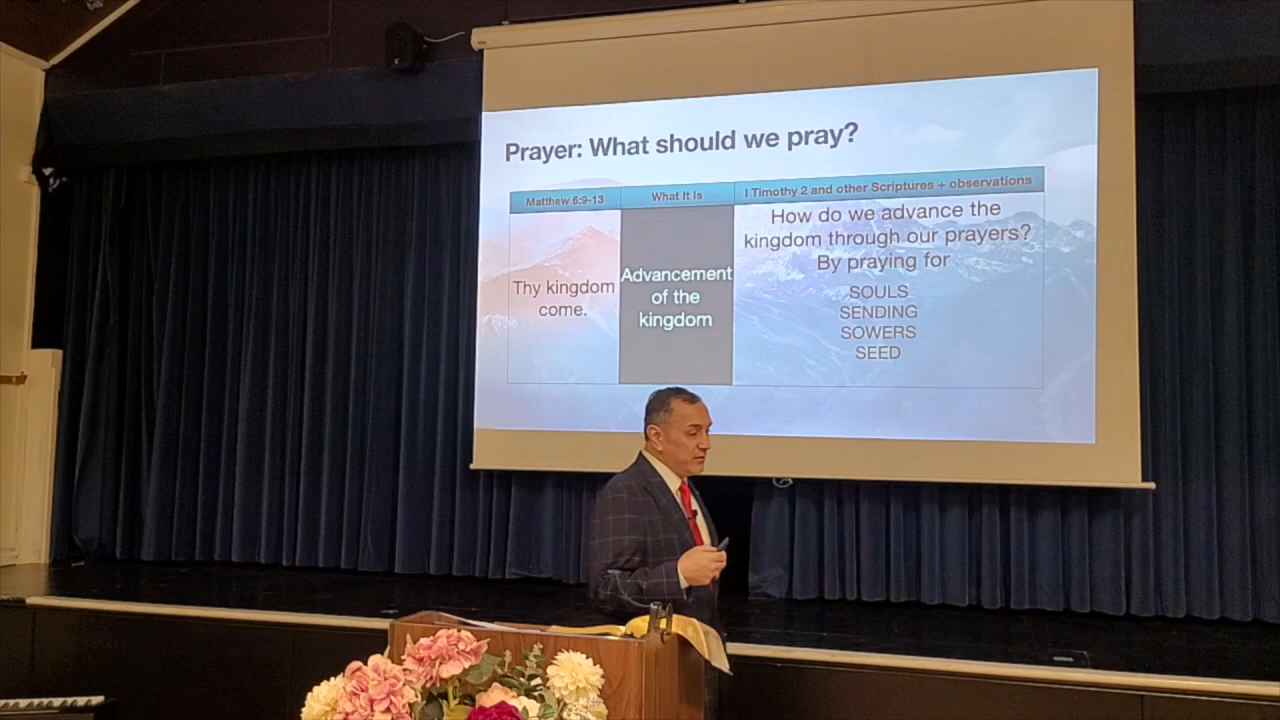 Prayer: What should we pray?
Matthew 6:9-13
What It Is
I Timothy 2 and other Scriptures + observations
Thy kingdom
come.
Advancement
of the
kingdom
How do we advance the
kingdom through our prayers?
By praying for
SOULS
SENDING
SOWERS
SEED